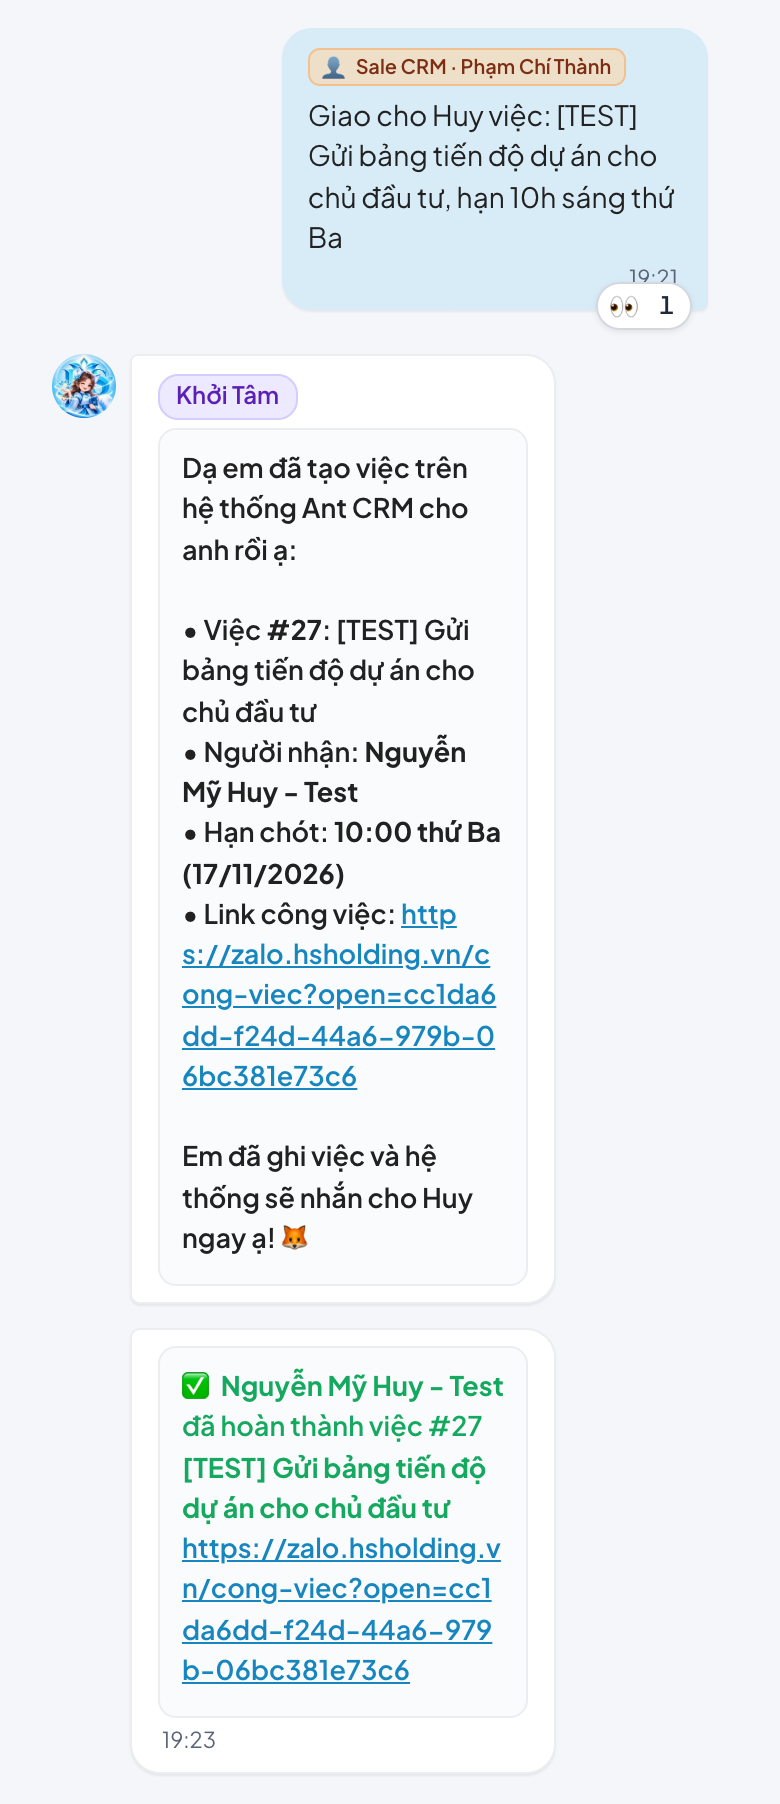 👤 Sale CRM · Phạm Chí Thành
Giao cho Huy việc: [TEST]
Gửi bảng tiến độ dự án cho
chủ đầu tư, hạn 10h sáng thứ
Ba
19:21
👀 1
Khởi Tâm
Dạ em đã tạo việc trên
hệ thống Ant CRM cho
anh rồi ạ:
• Việc #27: [TEST] Gửi
bảng tiến độ dự án cho
chủ đầu tư
• Người nhận: Nguyễn
Mỹ Huy - Test
• Hạn chót: 10:00 thứ Ba
(17/11/2026)
• Link công việc: http
s://zalo.hsholding.vn/c
ong-viec?open=cc1da6
dd-f24d-44a6-979b-0
6bc381e73c6
Em đã ghi việc và hệ
thống sẽ nhắn cho Huy
ngay ạ! 🦊
✅ Nguyễn Mỹ Huy - Test
đã hoàn thành việc #27
[TEST] Gửi bảng tiến độ
dự án cho chủ đầu tư
https://zalo.hsholding.v
n/cong-viec?open=cc1
da6dd-f24d-44a6-979
b-06bc381e73c6
19:23